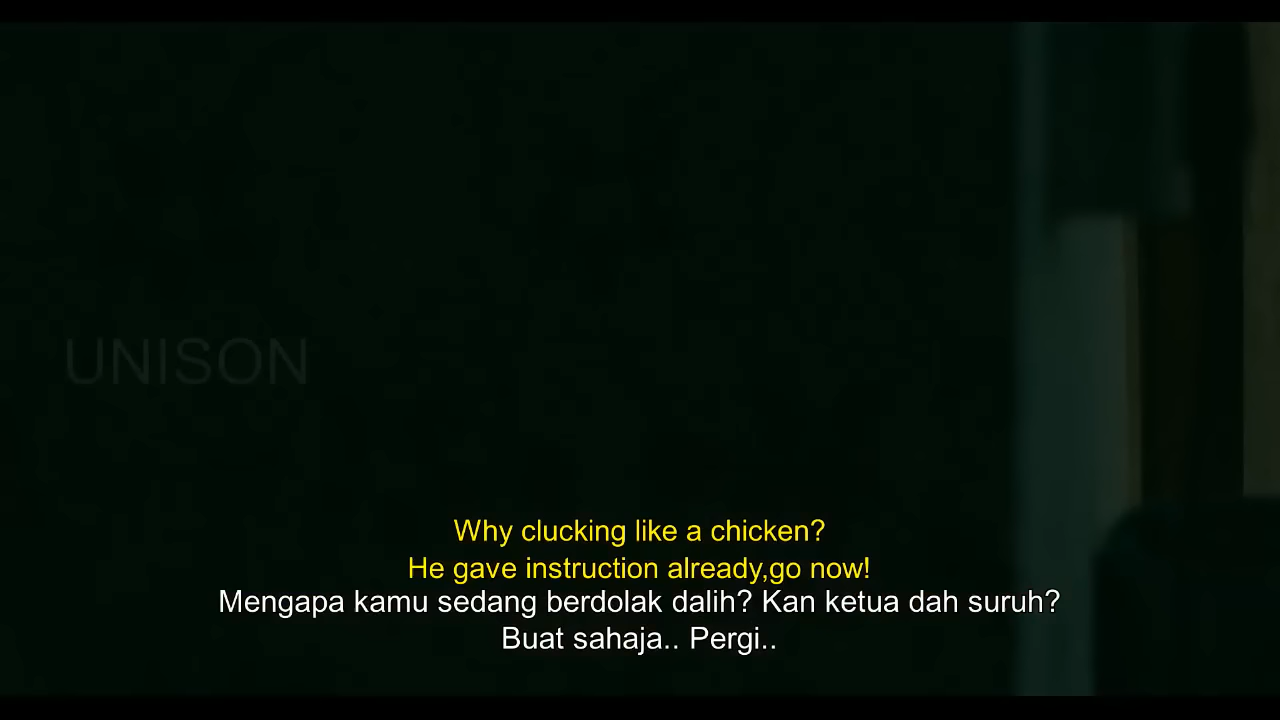 UNISON
Why clucking like a chicken?
He gave instruction already,go now!
Mengapa kamu sedang berdolak dalih? Kan ketua dah suruh?
Buat sahaja.. Pergi..